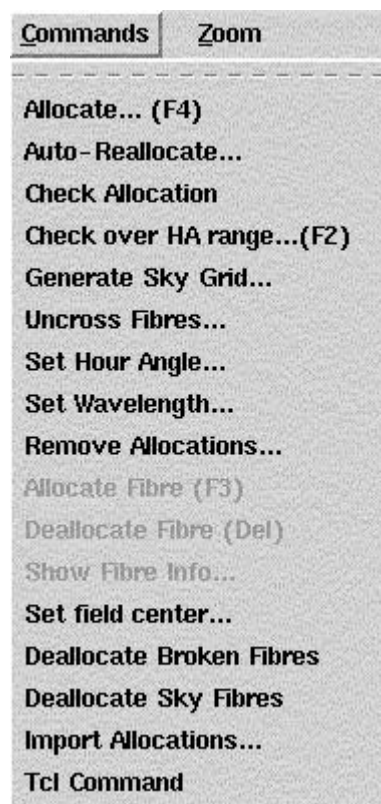 Commands Zoom
Allocate... (F4)
Auto-Reallocate...
Check Allocation
Check over HA range...(F2)
Generate Sky Grid...
Uncross Fibres...
Set Hour Angle...
Set Wavelength...
Remove Allocations...
Allocate Fibre (F3)
Deallocate Fibre (Del)
Show Fibre Info...
Set field center...
Deallocate Broken Fibres
Deallocate Sky Fibres
Import Allocations...
Tcl Command